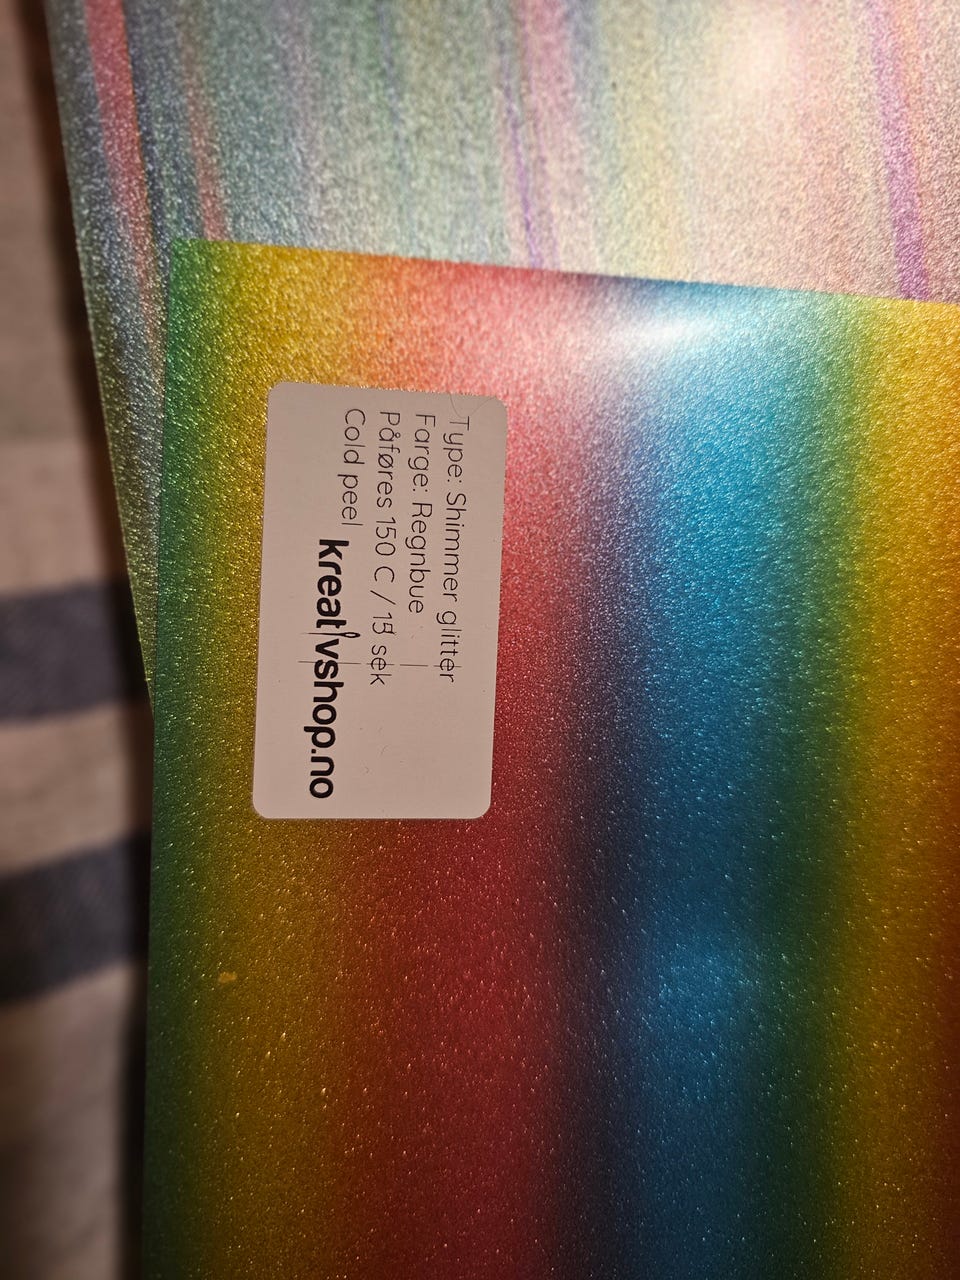 Type: Shimmer glitter
Farge: Regnbue
Påføres 150 C / 15 sek
Cold peel
kreativshop.no